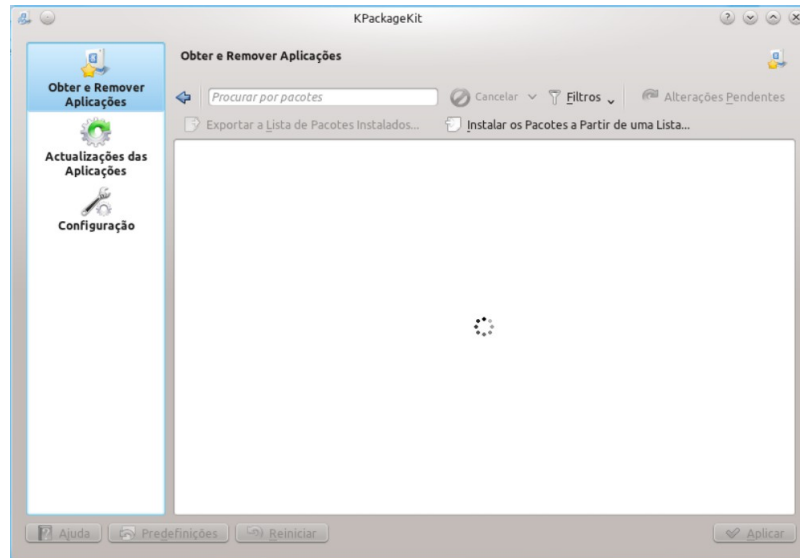 KPackageKit
Obter e Remover Aplicações
Obter e Remover
Aplicações
Actualizações das
Aplicações
Configuração
Procurar por pacotes
Cancelar
Filtros
Alterações Pendentes
Exportar a Lista de Pacotes Instalados...
Instalar os Pacotes a Partir de uma Lista...
Ajuda
Predefinições
Reiniciar
Aplicar